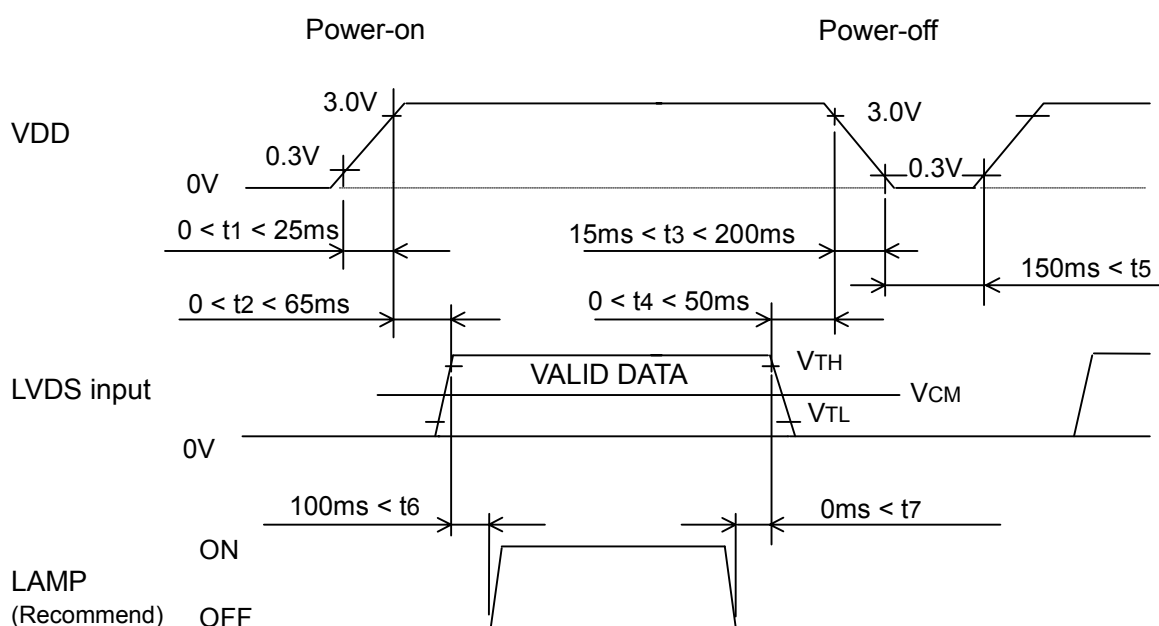 Power-on Power-off
3.0V 3.0V
VDD
0.3V 0.3V
0V
0 < t1 < 25ms 15ms < t3 < 200ms
150ms < t5
0 < t2 < 65ms 0 < t4 < 50ms
VALID DATA VTH
LVDS input VCM
VTL
0V
100ms < t6 0ms < t7
ON
LAMP
(Recommend) OFF